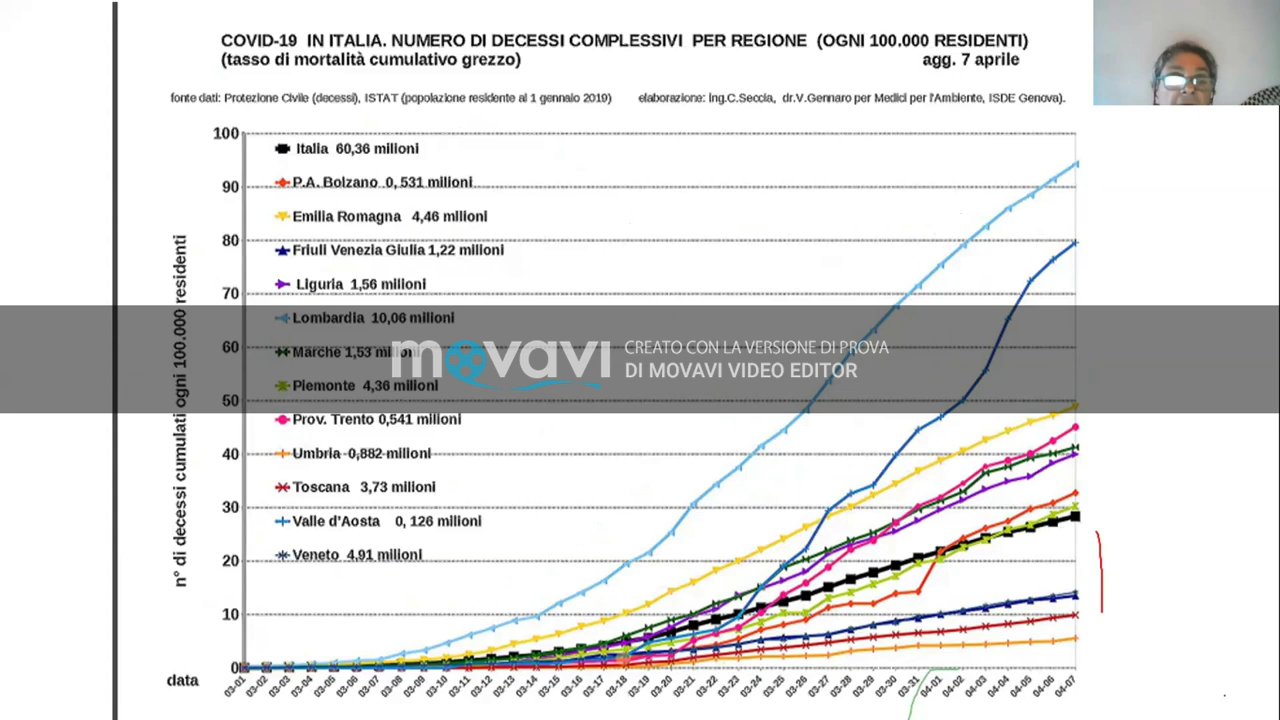 COVID-19 IN ITALIA. NUMERO DI DECESSI COMPLESSIVI PER REGIONE (OGNI 100.000 RESIDENTI)
(tasso di mortalità cumulativo grezzo) agg. 7 aprile
fonte dati: Protezione Civile (decessi), ISTAT (popolazione residente al 1 gennaio 2019) elaborazione: Ing.C.Seccia, dr.V.Gennaro per Medici per l'Ambiente, ISDE Genova).
n° di decessi cumulati ogni 100.000 residenti
100
90
80
70
60
50
40
30
20
10
0
Italia 60,36 milioni
P.A. Bolzano 0, 531 milioni
Emilia Romagna 4,46 milioni
Friuli Venezia Giulia 1,22 milioni
Liguria 1,56 milioni
Lombardia 10,06 milioni
Marche 1,53 milioni
Piemonte 4,36 milioni
Prov. Trento 0,541 milioni
Umbria 0,882 milioni
Toscana 3,73 milioni
Valle d'Aosta 0, 126 milioni
Veneto 4,91 milioni
movavi
CREATO CON LA VERSIONE DI PROVA
DI MOVAVI VIDEO EDITOR
data
03-01 03-02 03-03 03-04 03-05 03-06 03-07 03-08 03-09 03-10 03-11 03-12 03-13 03-14 03-15 03-16 03-17 03-18 03-19 03-20 03-21 03-22 03-23 03-24 03-25 03-26 03-27 03-28 03-29 03-30 03-31 04-01 04-02 04-03 04-04 04-05 04-06 04-07